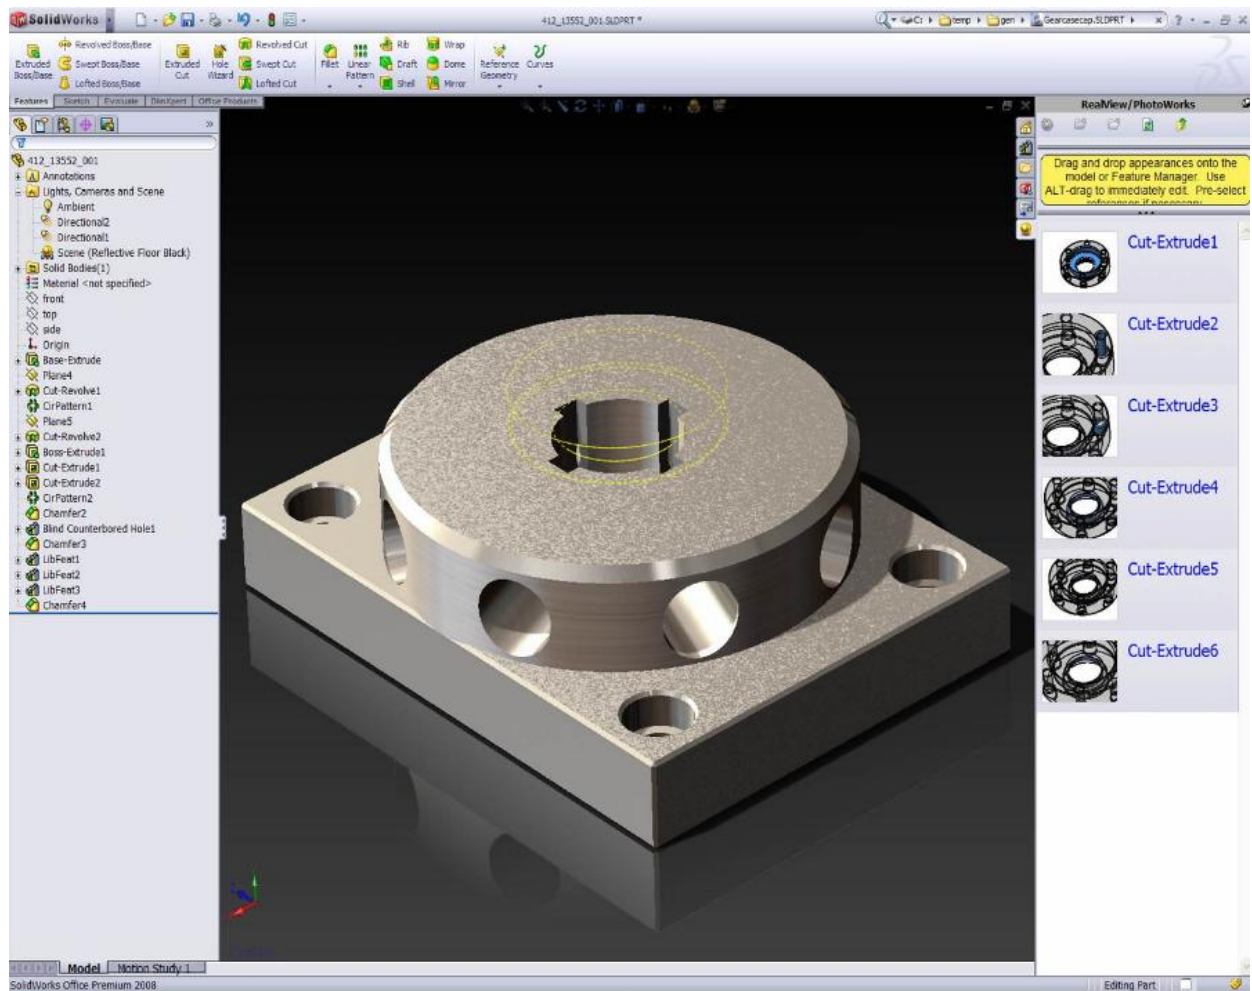 SolidWorks
412_13552_001.SLDPRT *
C: temp gen Gearcasecap.SLDPRT
Extruded Boss/Base
Revolved Boss/Base
Swept Boss/Base
Lofted Boss/Base
Extruded Cut
Hole Wizard
Revolved Cut
Swept Cut
Lofted Cut
Fillet
Linear Pattern
Rib
Draft
Shell
Wrap
Dome
Mirror
Reference Geometry
Curves
Features Sketch Evaluate DimXpert Office Products
412_13552_001
Annotations
Lights, Cameras and Scene
Ambient
Directional2
Directional1
Scene (Reflective Floor Black)
Solid Bodies(1)
Material <not specified>
front
top
side
Origin
Base-Extrude
Plane4
Cut-Revolve1
CirPattern1
Plane5
Cut-Revolve2
Boss-Extrude1
Cut-Extrude1
Cut-Extrude2
CirPattern2
Chamfer2
Blind Counterbored Hole1
Chamfer3
LibFeat1
LibFeat2
LibFeat3
Chamfer4
RealView/PhotoWorks
Drag and drop appearances onto the
model or Feature Manager. Use
ALT-drag to immediately edit. Pre-select
references if necessary
Cut-Extrude1
Cut-Extrude2
Cut-Extrude3
Cut-Extrude4
Cut-Extrude5
Cut-Extrude6
Model Motion Study 1
SolidWorks Office Premium 2008
Editing Part